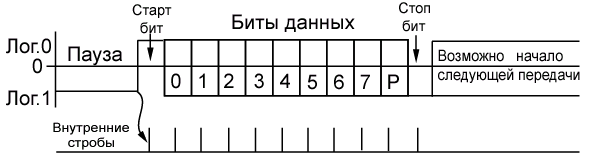 Старт
бит
Биты данных
Стоп
бит
Лог.0
0
Лог.1
Пауза
0 1 2 3 4 5 6 7 P
Возможно начало
следующей передачи
Внутренние
стробы